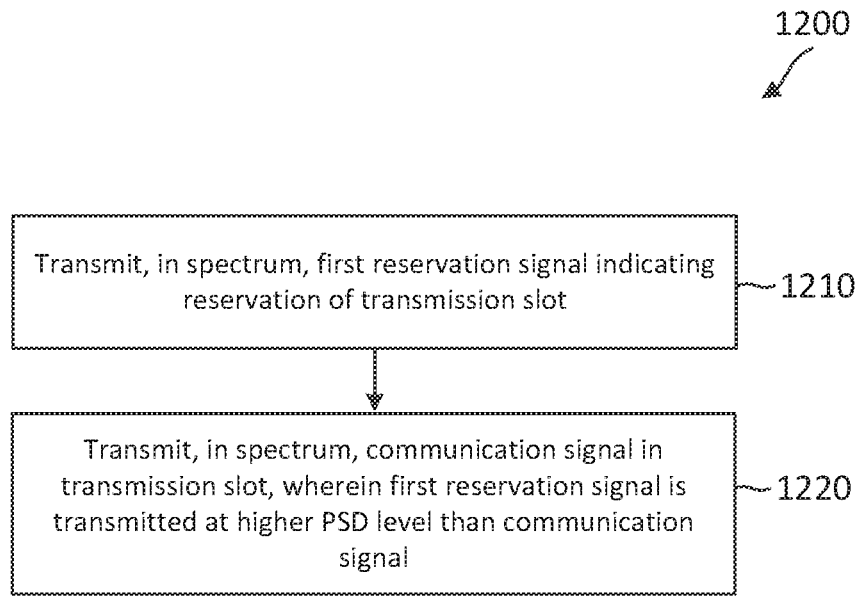 1200
Transmit, in spectrum, first reservation signal indicating
reservation of transmission slot
1210
Transmit, in spectrum, communication signal in
transmission slot, wherein first reservation signal is
transmitted at higher PSD level than communication
signal
1220